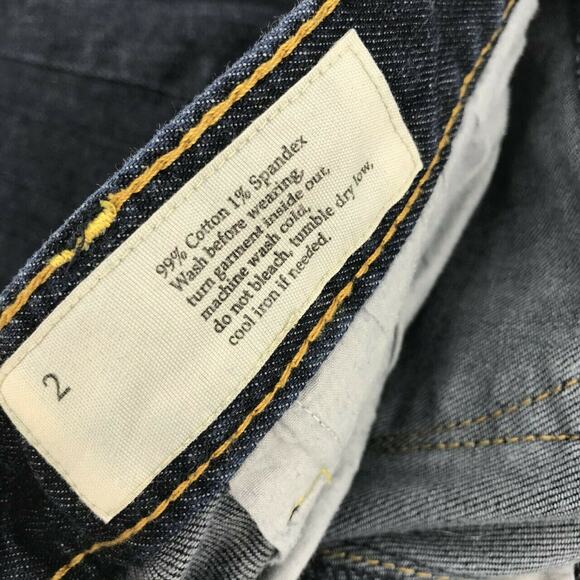 99% Cotton 1% Spandex
Wash before wearing,
turn garment inside out,
machine wash cold,
do not bleach, tumble dry low,
cool iron if needed.
2